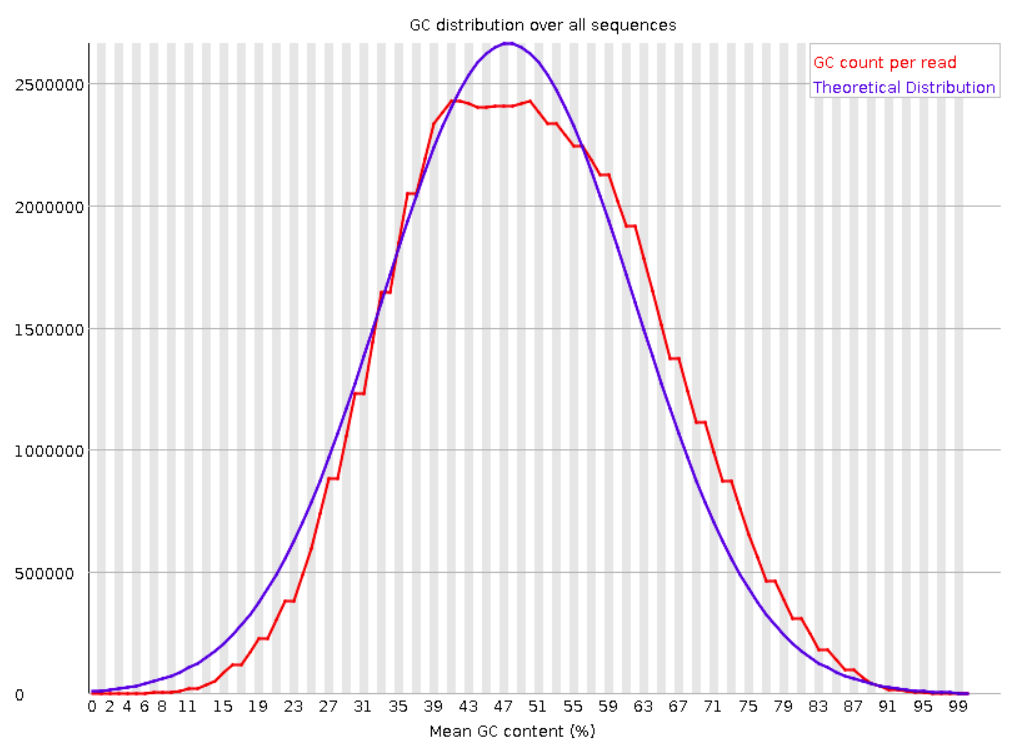 GC distribution over all sequences
GC count per read
Theoretical Distribution
2500000
2000000
1500000
1000000
500000
0
0 2 4 6 8 11 15 19 23 27 31 35 39 43 47 51 55 59 63 67 71 75 79 83 87 91 95 99
Mean GC content (%)